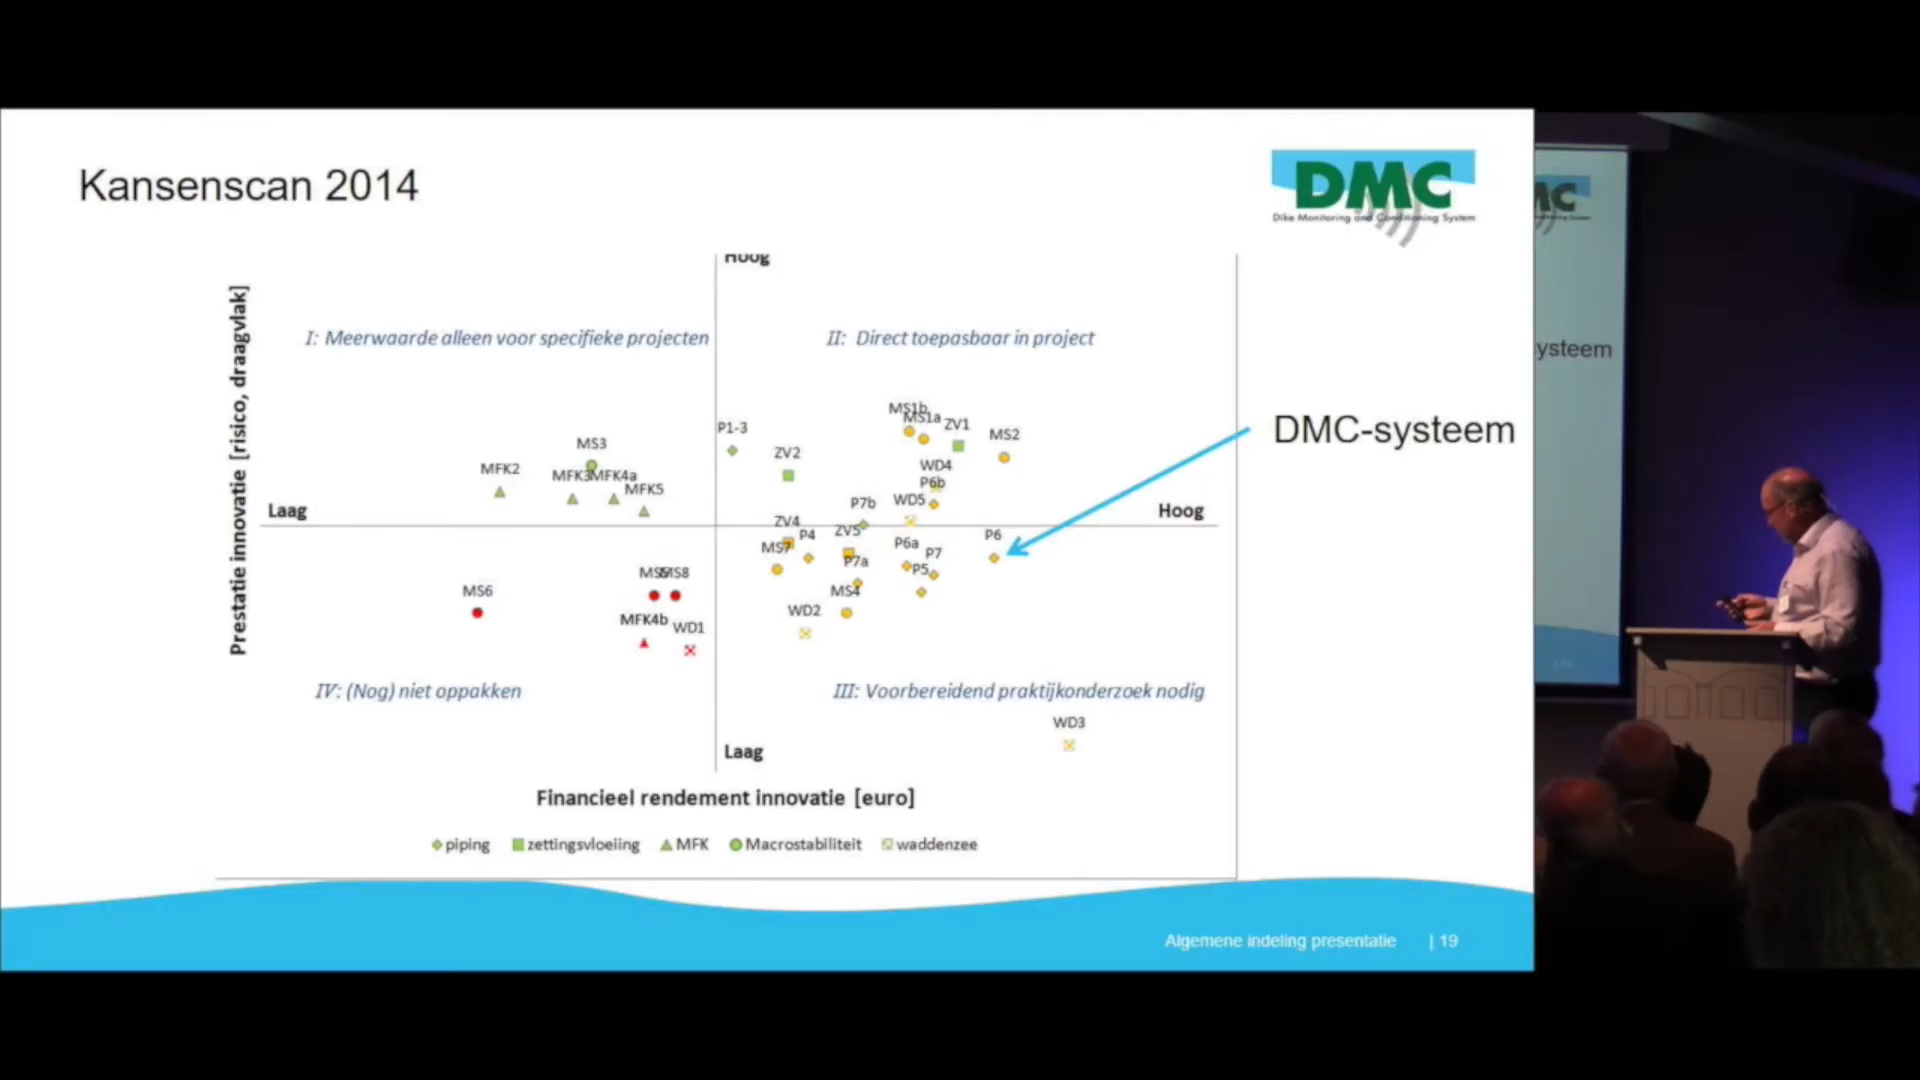 Kansenscan 2014
DMC
Dike Monitoring and Conditioning System
Hoog
Prestatie innovatie [risico, draagvlak]
I: Meerwaarde alleen voor specifieke projecten
II: Direct toepasbaar in project
MS1b
MS1a
ZV1
MS2
P1-3
MS3
ZV2
MFK2
MFK3
MFK4a
MFK5
WD4
P6b
WD5
P7b
DMC-systeem
Laag
Hoog
ZV4
P4
ZV5
P6a
P6
MS7
P7a
P7
P5
MS8
MS6
MS4
MFK4b
WD1
WD2
IV: (Nog) niet oppakken
III: Voorbereidend praktijkonderzoek nodig
WD3
Laag
Financieel rendement innovatie [euro]
piping zettingsvloeiing MFK Macrostabiliteit waddenzee
Algemene indeling presentatie | 19
MC
ysteem